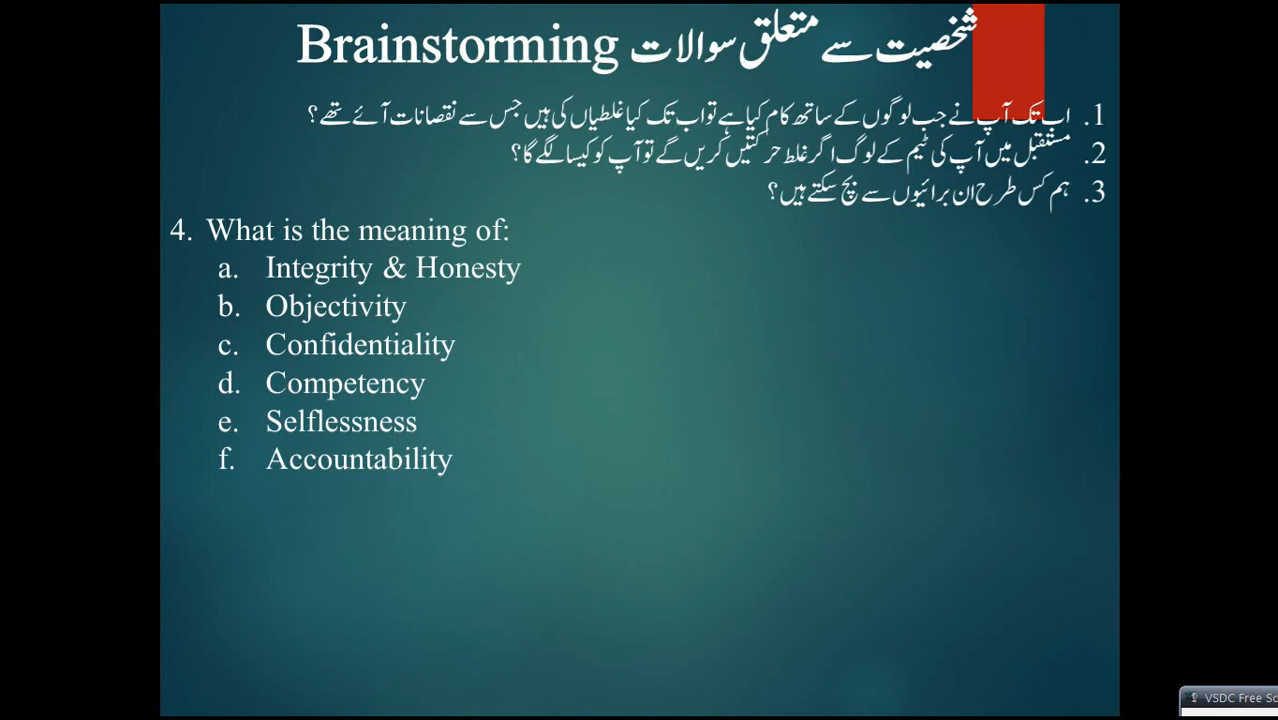 شخصیت سے متعلق سوالات Brainstorming
1. اب تک آپ نے جب لوگوں کے ساتھ کام کیا ہے تو اب تک کیا غلطیاں کی ہیں جس سے نقصانات آئے تھے؟
2. مستقبل میں آپ کی ٹیم کے لوگ اگر غلط حرکتیں کریں گے تو آپ کو کیسا لگے گا؟
3. ہم کس طرح ان برائیوں سے بچ سکتے ہیں؟
4. What is the meaning of:
a. Integrity & Honesty
b. Objectivity
c. Confidentiality
d. Competency
e. Selflessness
f. Accountability
VSDC Free